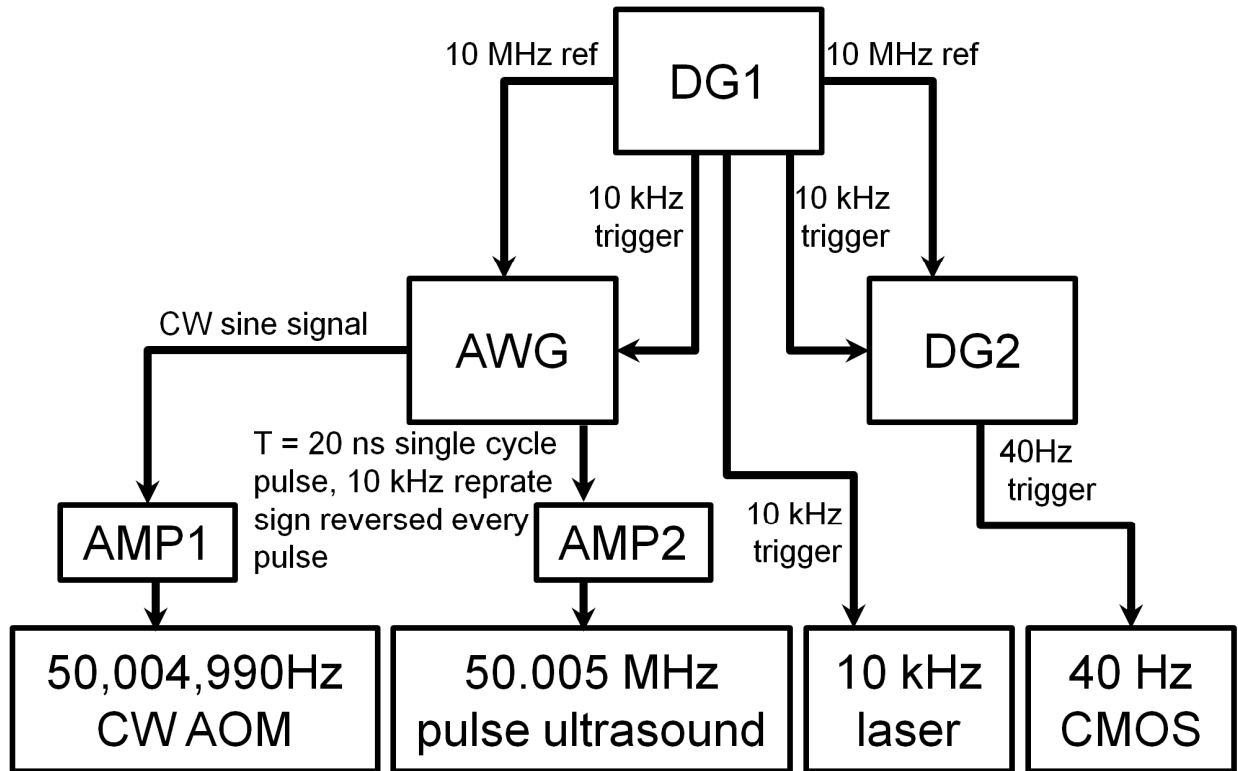 10 MHz ref
DG1
10 MHz ref
10 kHz
trigger
10 kHz
trigger
CW sine signal
AWG
DG2
T = 20 ns single cycle
pulse, 10 kHz reprate
sign reversed every
pulse
40Hz
trigger
10 kHz
trigger
AMP1
AMP2
50,004,990Hz
CW AOM
50.005 MHz
pulse ultrasound
10 kHz
laser
40 Hz
CMOS